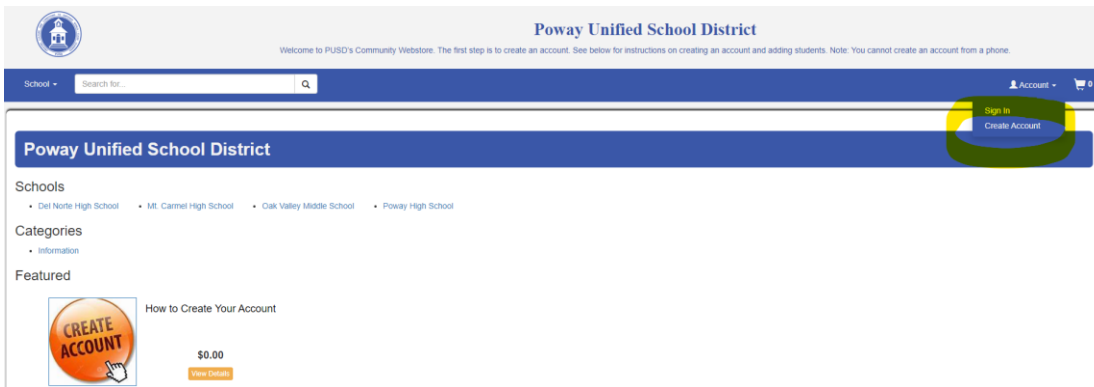 Poway Unified School District
Welcome to PUSD's Community Webstore. The first step is to create an account. See below for instructions on creating an account and adding students. Note: You cannot create an account from a phone.
School
Search for...
Account
0
Sign In
Create Account
Poway Unified School District
Schools
• Del Norte High School • Mt. Carmel High School • Oak Valley Middle School • Poway High School
Categories
• Information
Featured
CREATE
ACCOUNT
How to Create Your Account
$0.00
View Details